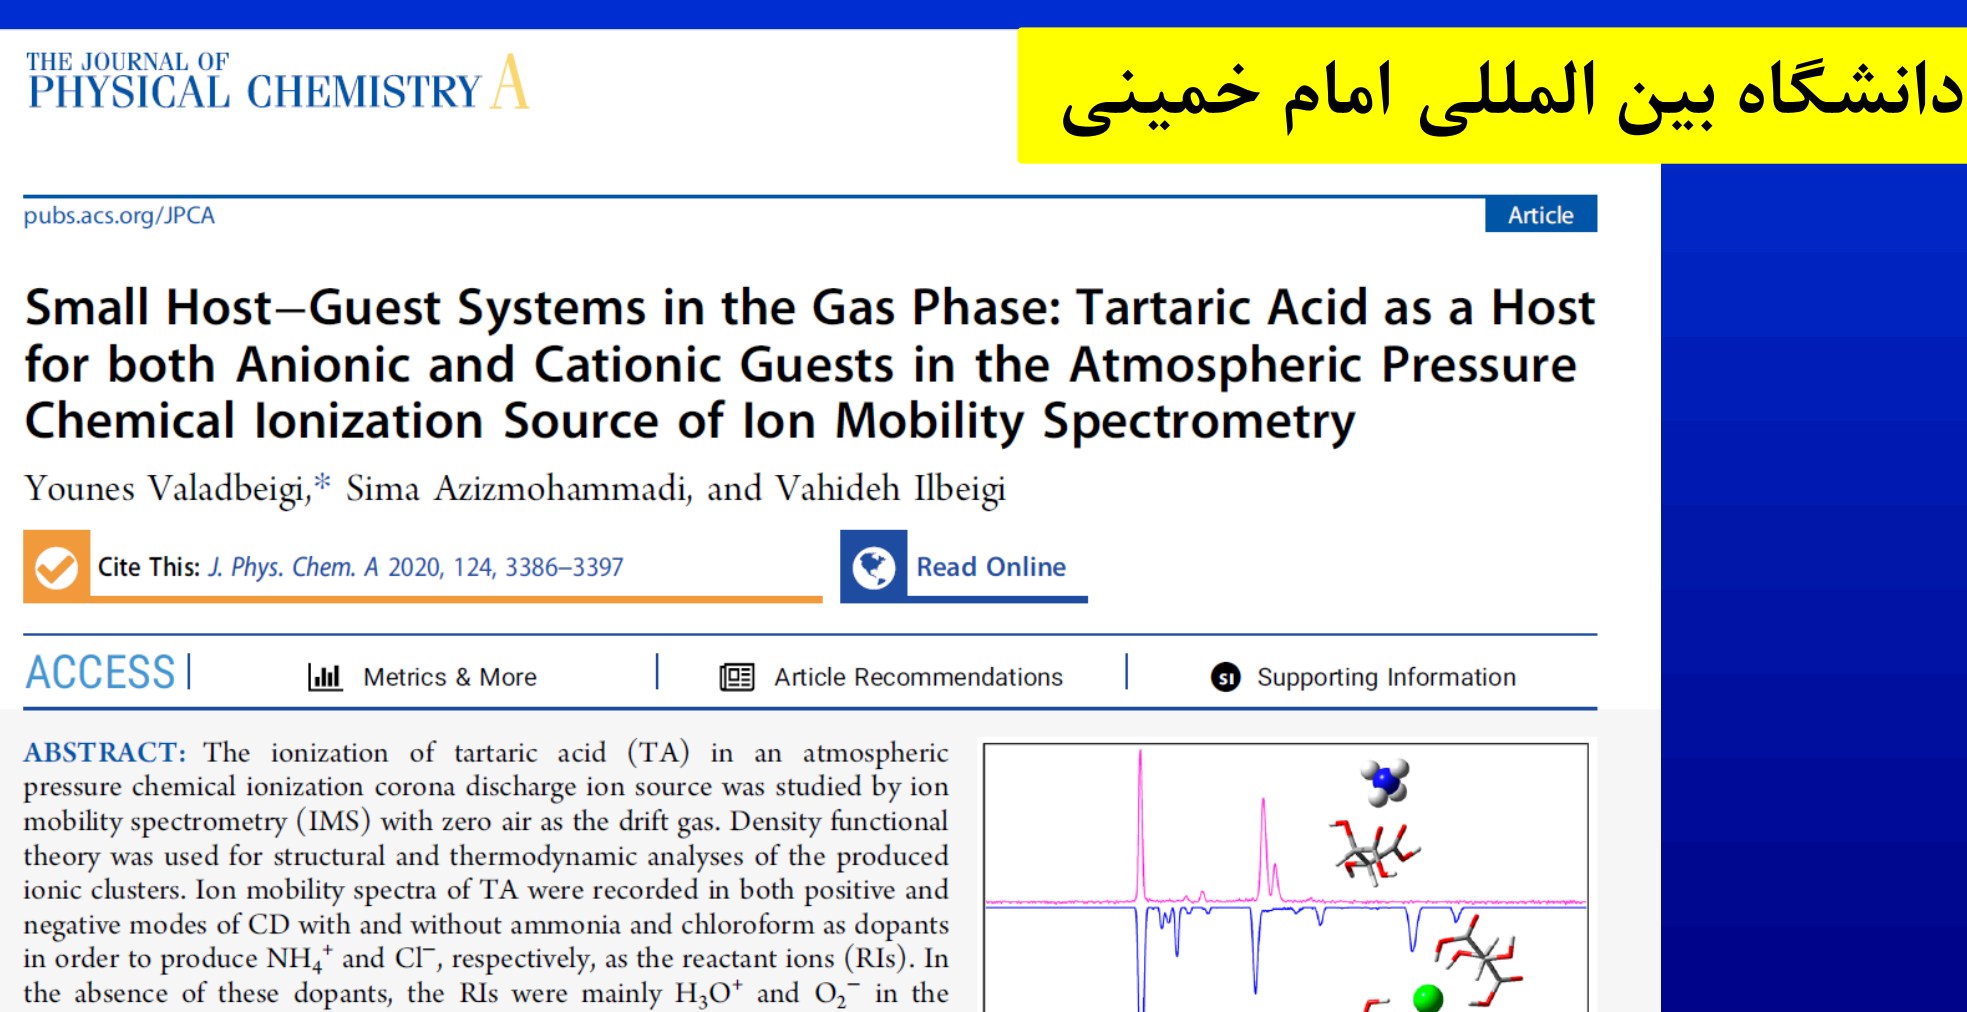 THE JOURNAL OF
PHYSICAL CHEMISTRY A
دانشگاه بین المللی امام خمینی
pubs.acs.org/JPCA
Article
Small Host−Guest Systems in the Gas Phase: Tartaric Acid as a Host
for both Anionic and Cationic Guests in the Atmospheric Pressure
Chemical Ionization Source of Ion Mobility Spectrometry
Younes Valadbeigi,* Sima Azizmohammadi, and Vahideh Ilbeigi
Cite This: J. Phys. Chem. A 2020, 124, 3386−3397
Read Online
ACCESS
Metrics & More
Article Recommendations
SI Supporting Information
ABSTRACT: The ionization of tartaric acid (TA) in an atmospheric
pressure chemical ionization corona discharge ion source was studied by ion
mobility spectrometry (IMS) with zero air as the drift gas. Density functional
theory was used for structural and thermodynamic analyses of the produced
ionic clusters. Ion mobility spectra of TA were recorded in both positive and
negative modes of CD with and without ammonia and chloroform as dopants
in order to produce NH₄⁺ and Cl⁻, respectively, as the reactant ions (RIs). In
the absence of these dopants, the RIs were mainly H₃O⁺ and O₂⁻ in the